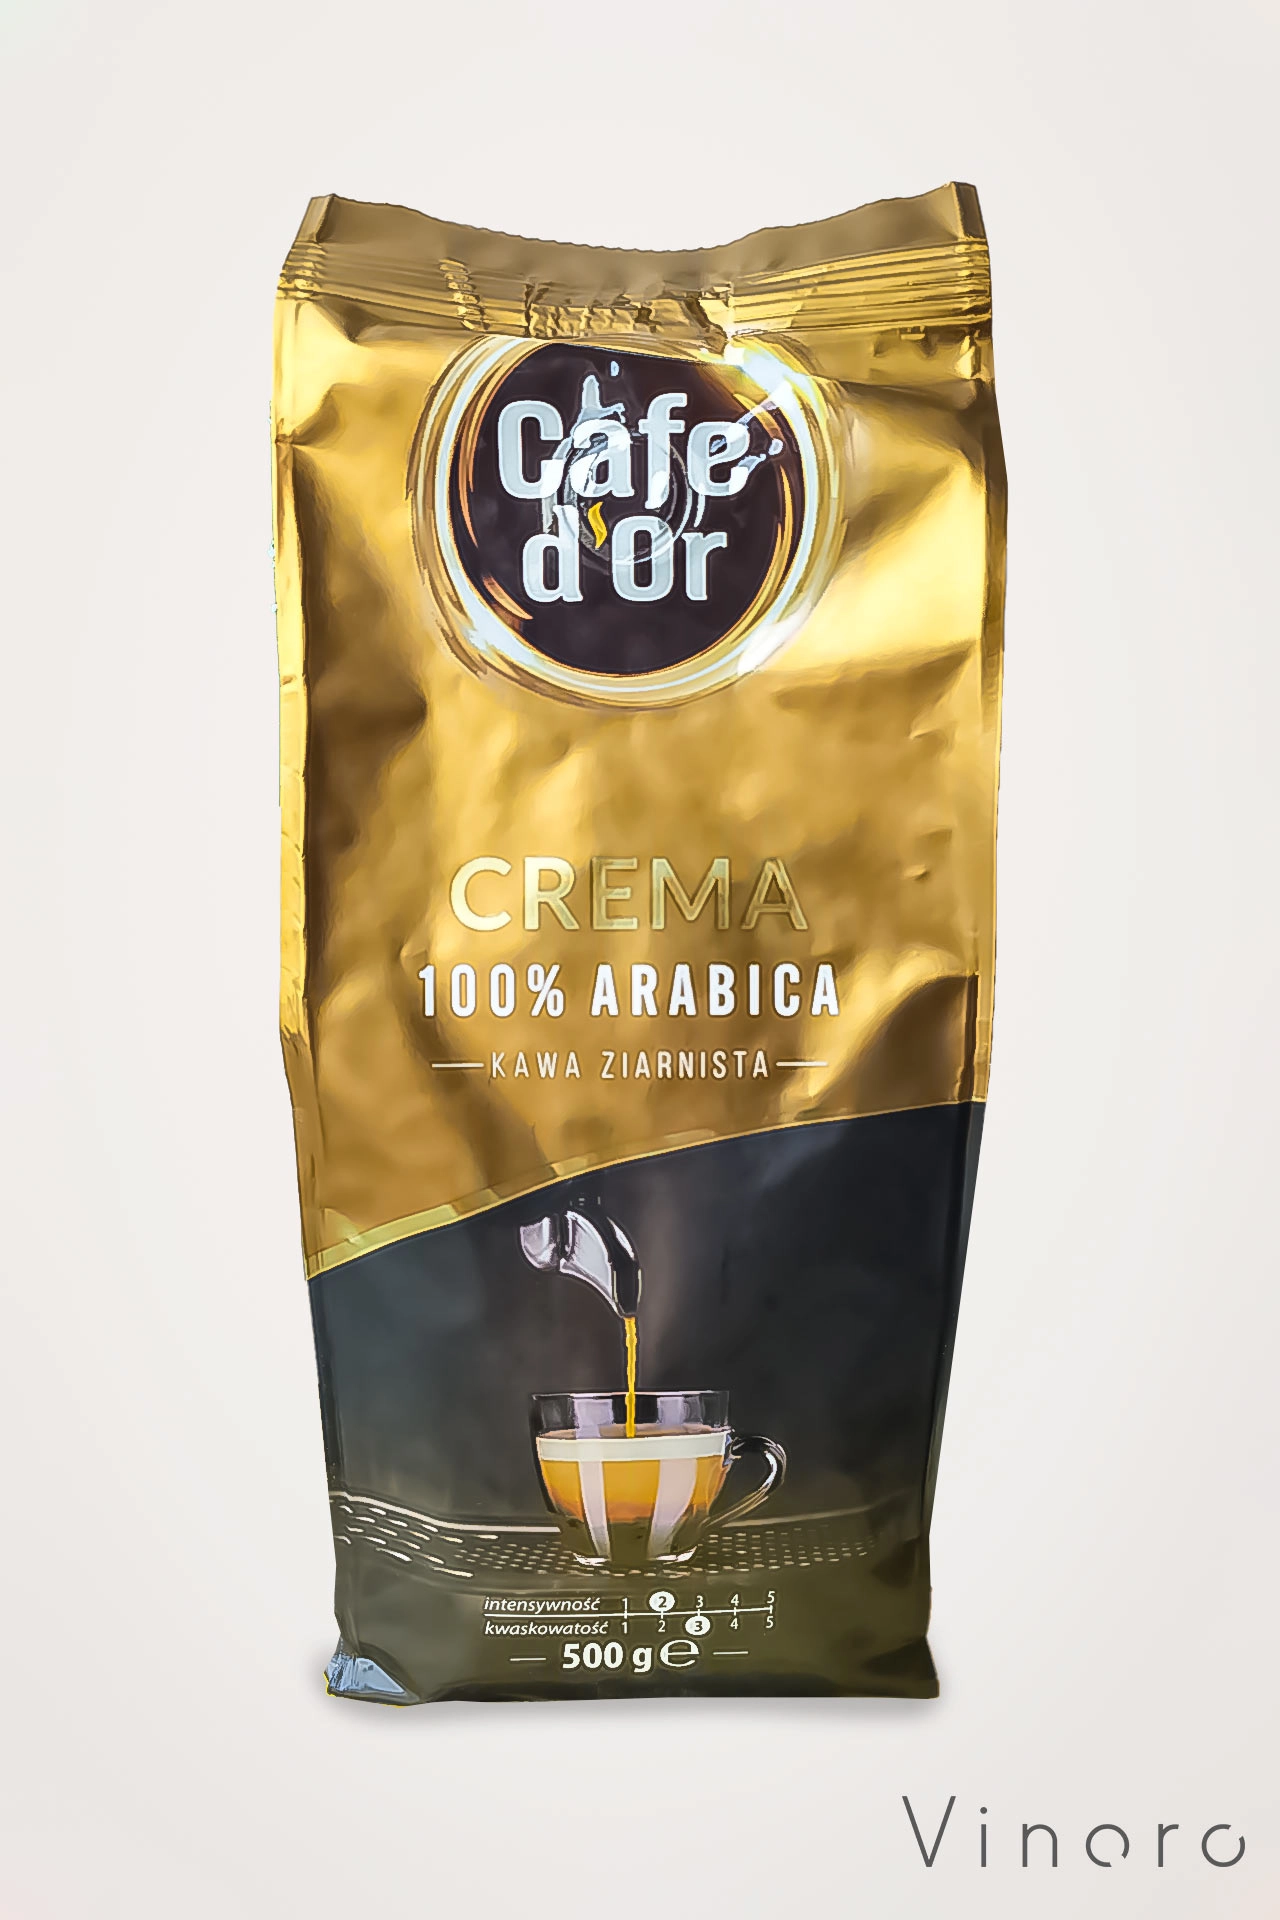 Cafe
d'Or
CREMA
100% ARABICA
KAWA ZIARNISTA
intensywność 1 2 3 4 5
kwaskowatość 1 2 3 4 5
500 g ℮
Vinoro